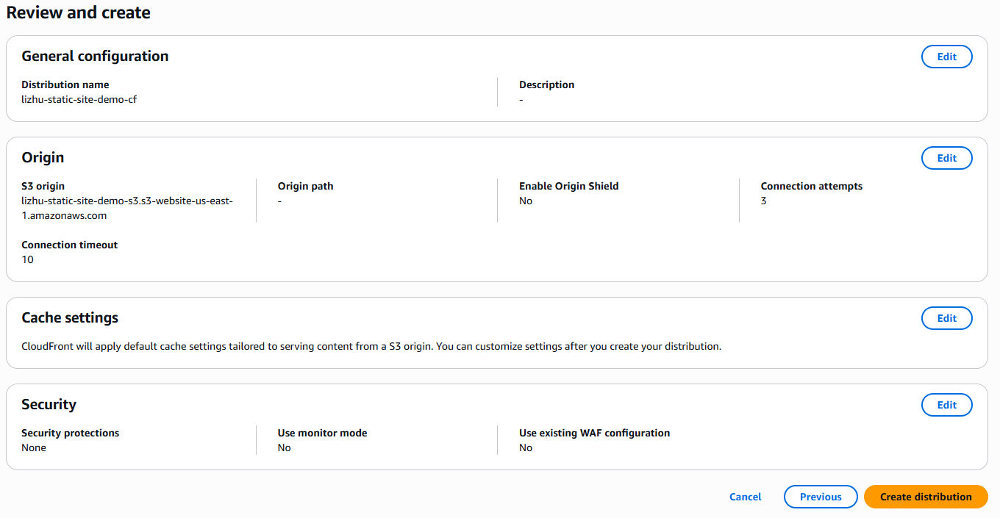 Review and create
General configuration
Edit
Distribution name
Description
lizhu-static-site-demo-cf
-
Origin
Edit
S3 origin
Origin path
Enable Origin Shield
Connection attempts
lizhu-static-site-demo-s3.s3-website-us-east-
1.amazonaws.com
-
No
3
Connection timeout
10
Cache settings
Edit
CloudFront will apply default cache settings tailored to serving content from a S3 origin. You can customize settings after you create your distribution.
Security
Edit
Security protections
Use monitor mode
Use existing WAF configuration
None
No
No
Cancel
Previous
Create distribution